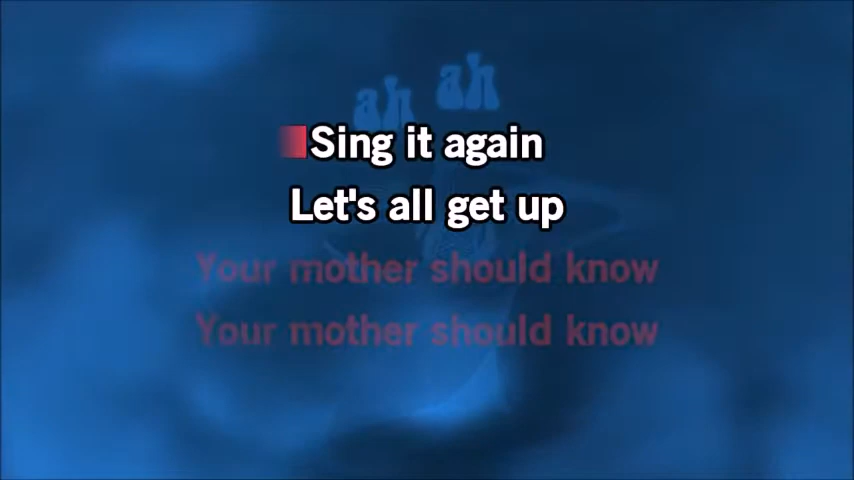 ah ah
Sing it again
Let's all get up
Your mother should know
Your mother should know